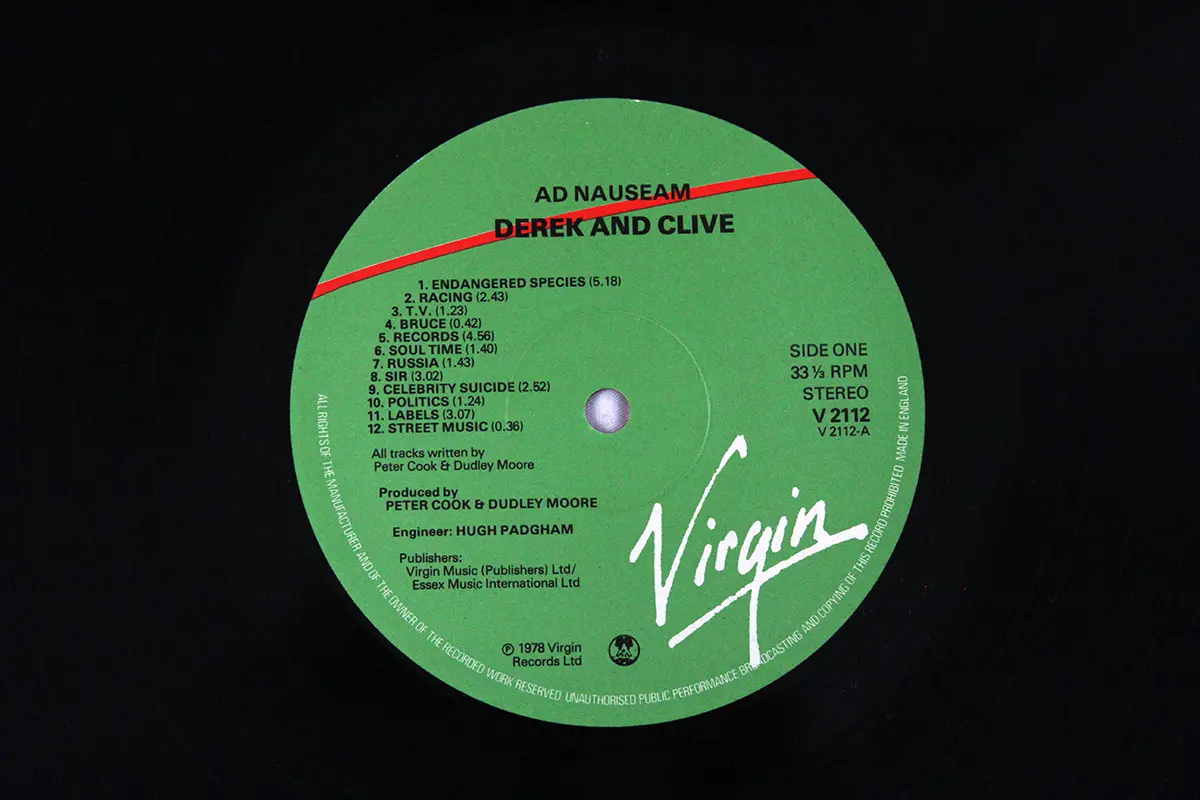 AD NAUSEAM
DEREK AND CLIVE
1. ENDANGERED SPECIES (5.18)
2. RACING (2.43)
3. T.V. (1.23)
4. BRUCE (0.42)
5. RECORDS (4.56)
6. SOUL TIME (1.40)
7. RUSSIA (1.43)
8. SIR (3.02)
9. CELEBRITY SUICIDE (2.52)
10. POLITICS (1.24)
11. LABELS (3.07)
12. STREET MUSIC (0.36)
All tracks written by
Peter Cook & Dudley Moore
Produced by
PETER COOK & DUDLEY MOORE
Engineer: HUGH PADGHAM
Publishers:
Virgin Music (Publishers) Ltd/
Essex Music International Ltd
℗ 1978 Virgin
Records Ltd
SIDE ONE
33 ⅓ RPM
STEREO
V 2112
V 2112-A
Virgin
ALL RIGHTS OF THE MANUFACTURER AND OF THE OWNER OF THE RECORDED WORK RESERVED UNAUTHORISED PUBLIC PERFORMANCE BROADCASTING AND COPYING OF THIS RECORD PROHIBITED MADE IN ENGLAND